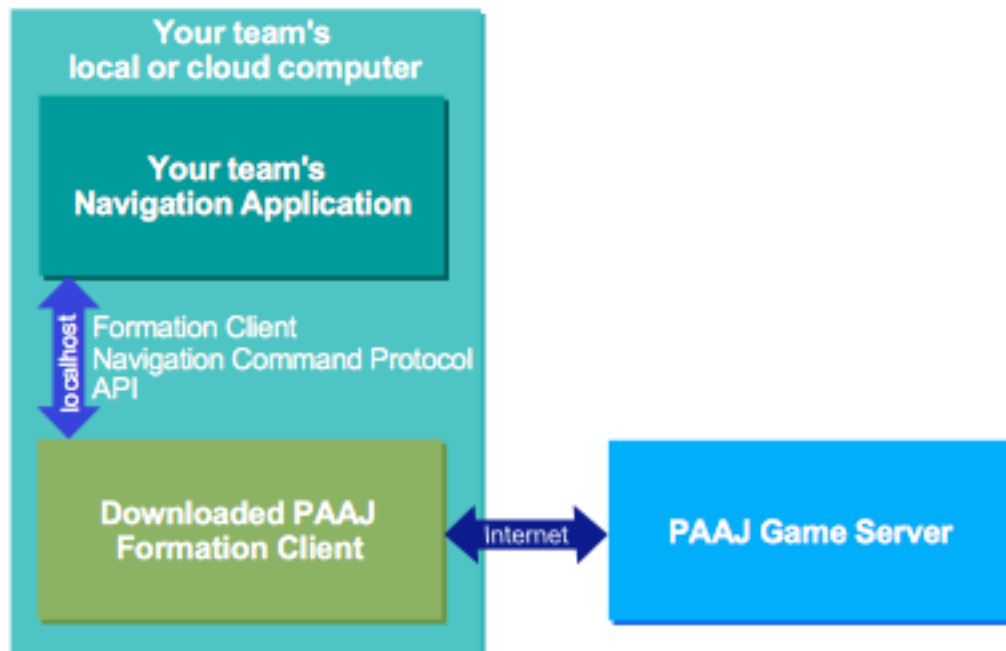 Your team's
local or cloud computer
Your team's
Navigation Application
localhost
Formation Client
Navigation Command Protocol
API
Downloaded PAAJ
Formation Client
Internet
PAAJ Game Server